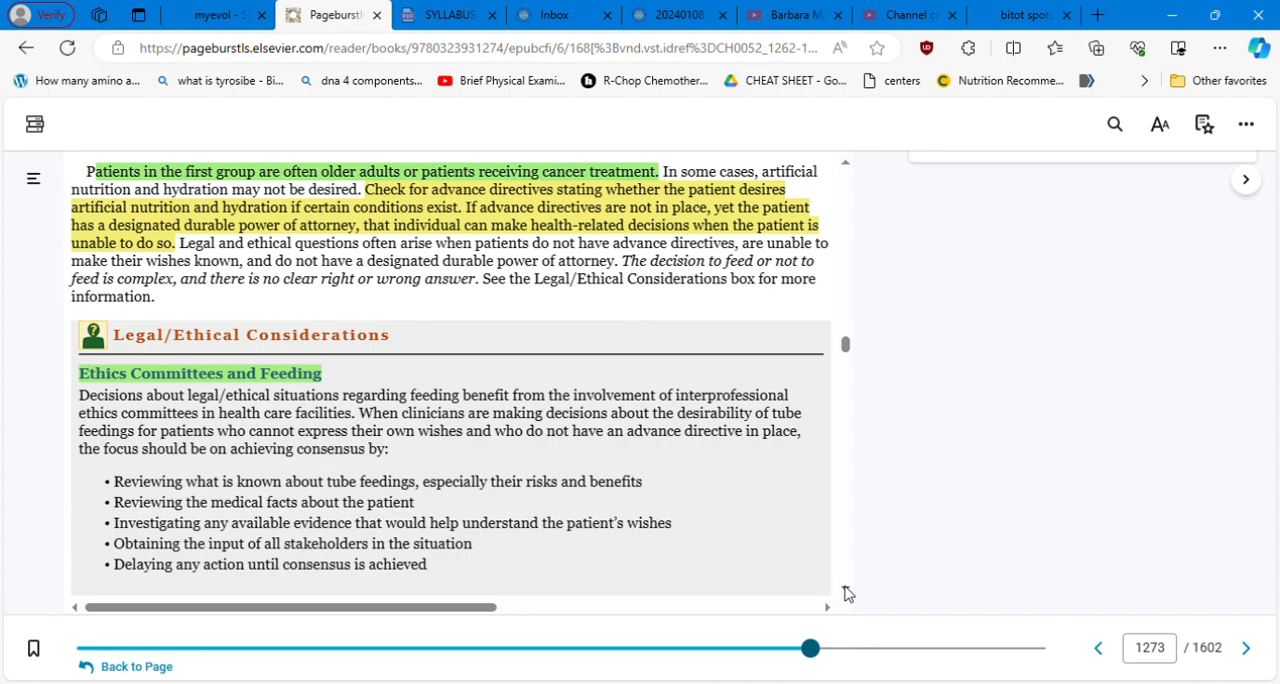 Verify
myevol - S
Pageburstl
SYLLABUS
Inbox
20240108
Barbara M
Channel c
bitot spots
https://pageburstls.elsevier.com/reader/books/9780323931274/epubcfi/6/168[%3Bvnd.vst.idref%3DCH0052_1262-1...
How many amino a...
what is tyrosibe - Bi...
dna 4 components...
Brief Physical Exami...
R-Chop Chemother...
CHEAT SHEET - Go...
centers
Nutrition Recomme...
Other favorites
Patients in the first group are often older adults or patients receiving cancer treatment. In some cases, artificial
nutrition and hydration may not be desired. Check for advance directives stating whether the patient desires
artificial nutrition and hydration if certain conditions exist. If advance directives are not in place, yet the patient
has a designated durable power of attorney, that individual can make health-related decisions when the patient is
unable to do so. Legal and ethical questions often arise when patients do not have advance directives, are unable to
make their wishes known, and do not have a designated durable power of attorney. The decision to feed or not to
feed is complex, and there is no clear right or wrong answer. See the Legal/Ethical Considerations box for more
information.
Legal/Ethical Considerations
Ethics Committees and Feeding
Decisions about legal/ethical situations regarding feeding benefit from the involvement of interprofessional
ethics committees in health care facilities. When clinicians are making decisions about the desirability of tube
feedings for patients who cannot express their own wishes and who do not have an advance directive in place,
the focus should be on achieving consensus by:
• Reviewing what is known about tube feedings, especially their risks and benefits
• Reviewing the medical facts about the patient
• Investigating any available evidence that would help understand the patient's wishes
• Obtaining the input of all stakeholders in the situation
• Delaying any action until consensus is achieved
1273 / 1602
Back to Page